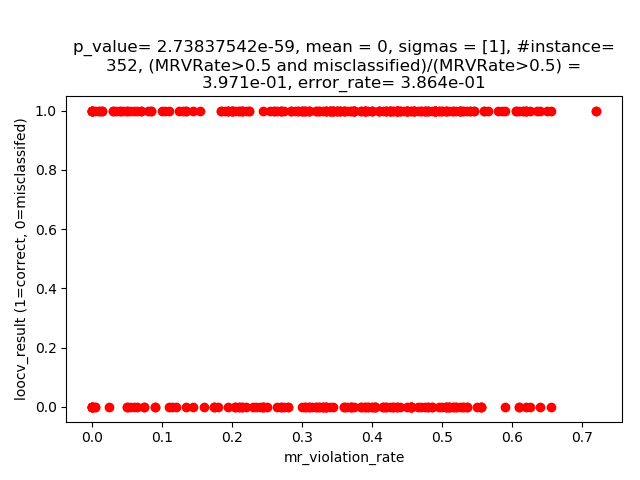 p_value= 2.73837542e-59, mean = 0, sigmas = [1], #instance=
352, (MRVRate>0.5 and misclassified)/(MRVRate>0.5) =
3.971e-01, error_rate= 3.864e-01
1.0
0.8
0.6
0.4
0.2
0.0
loocv_result (1=correct, 0=misclassifed)
0.0 0.1 0.2 0.3 0.4 0.5 0.6 0.7
mr_violation_rate